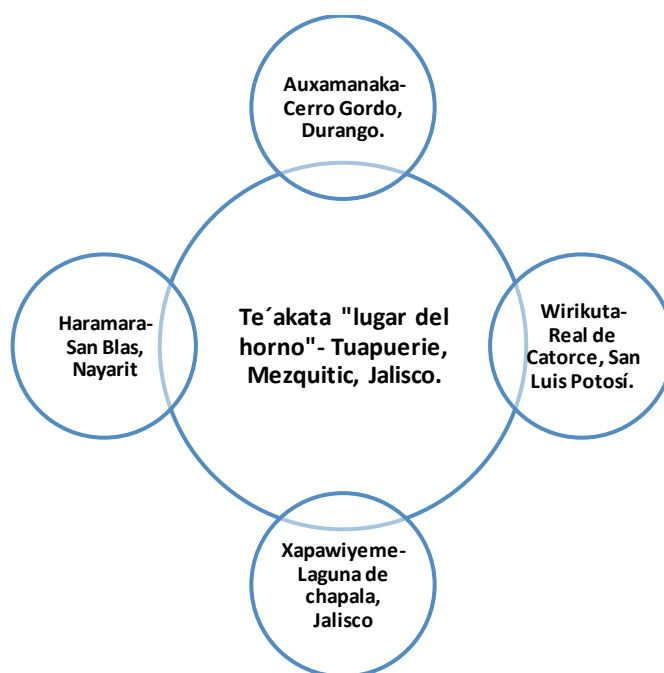 Auxamanaka-
Cerro Gordo,
Durango.
Haramara-
San Blas,
Nayarit
Te´akata "lugar del
horno"- Tuapuerie,
Mezquitic, Jalisco.
Wirikuta-
Real de
Catorce, San
Luis Potosí.
Xapawiyeme-
Laguna de
chapala,
Jalisco